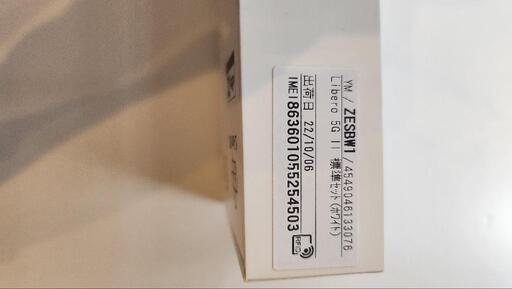 YM / ZESBW1 / 4549046133076
Libero 5G II 標準セット(ホワイト)
出荷日 22/10/06
IMEI 863601055254503
RFID